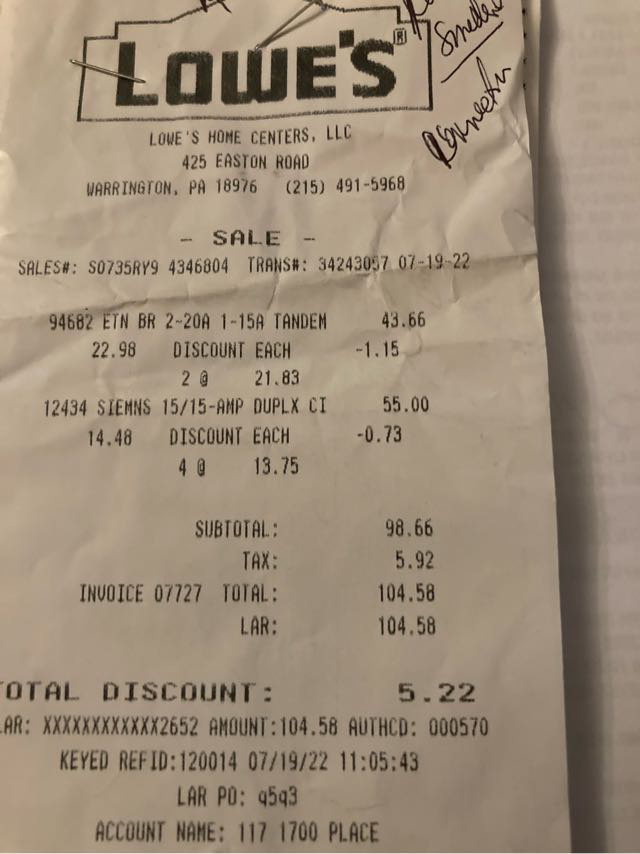 LOWE'S®
LOWE'S HOME CENTERS, LLC
425 EASTON ROAD
WARRINGTON, PA 18976 (215) 491-5968
- SALE -
SALES#: S0735RY9 4346804 TRANS#: 34243057 07-19-22
94682 ETN BR 2-20A 1-15A TANDEM 43.66
22.98 DISCOUNT EACH -1.15
2 @ 21.83
12434 SIEMNS 15/15-AMP DUPLX CI 55.00
14.48 DISCOUNT EACH -0.73
4 @ 13.75
SUBTOTAL: 98.66
TAX: 5.92
INVOICE 07727 TOTAL: 104.58
LAR: 104.58
OTAL DISCOUNT: 5.22
AR: XXXXXXXXXXXX2652 AMOUNT:104.58 AUTHCD: 000570
KEYED REFID:120014 07/19/22 11:05:43
LAR PO: q5q3
ACCOUNT NAME: 117 1700 PLACE